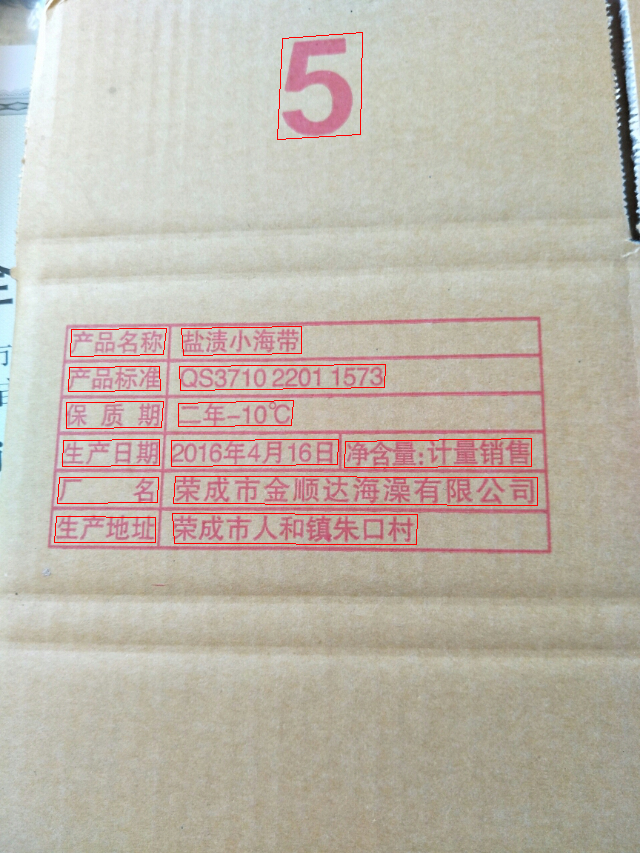 5
产品名称 盐渍小海带
产品标准 QS3710 2201 1573
保质期 二年-10℃
生产日期 2016年4月16日 净含量:计量销售
厂名 荣成市金顺达海澡有限公司
生产地址 荣成市人和镇朱口村